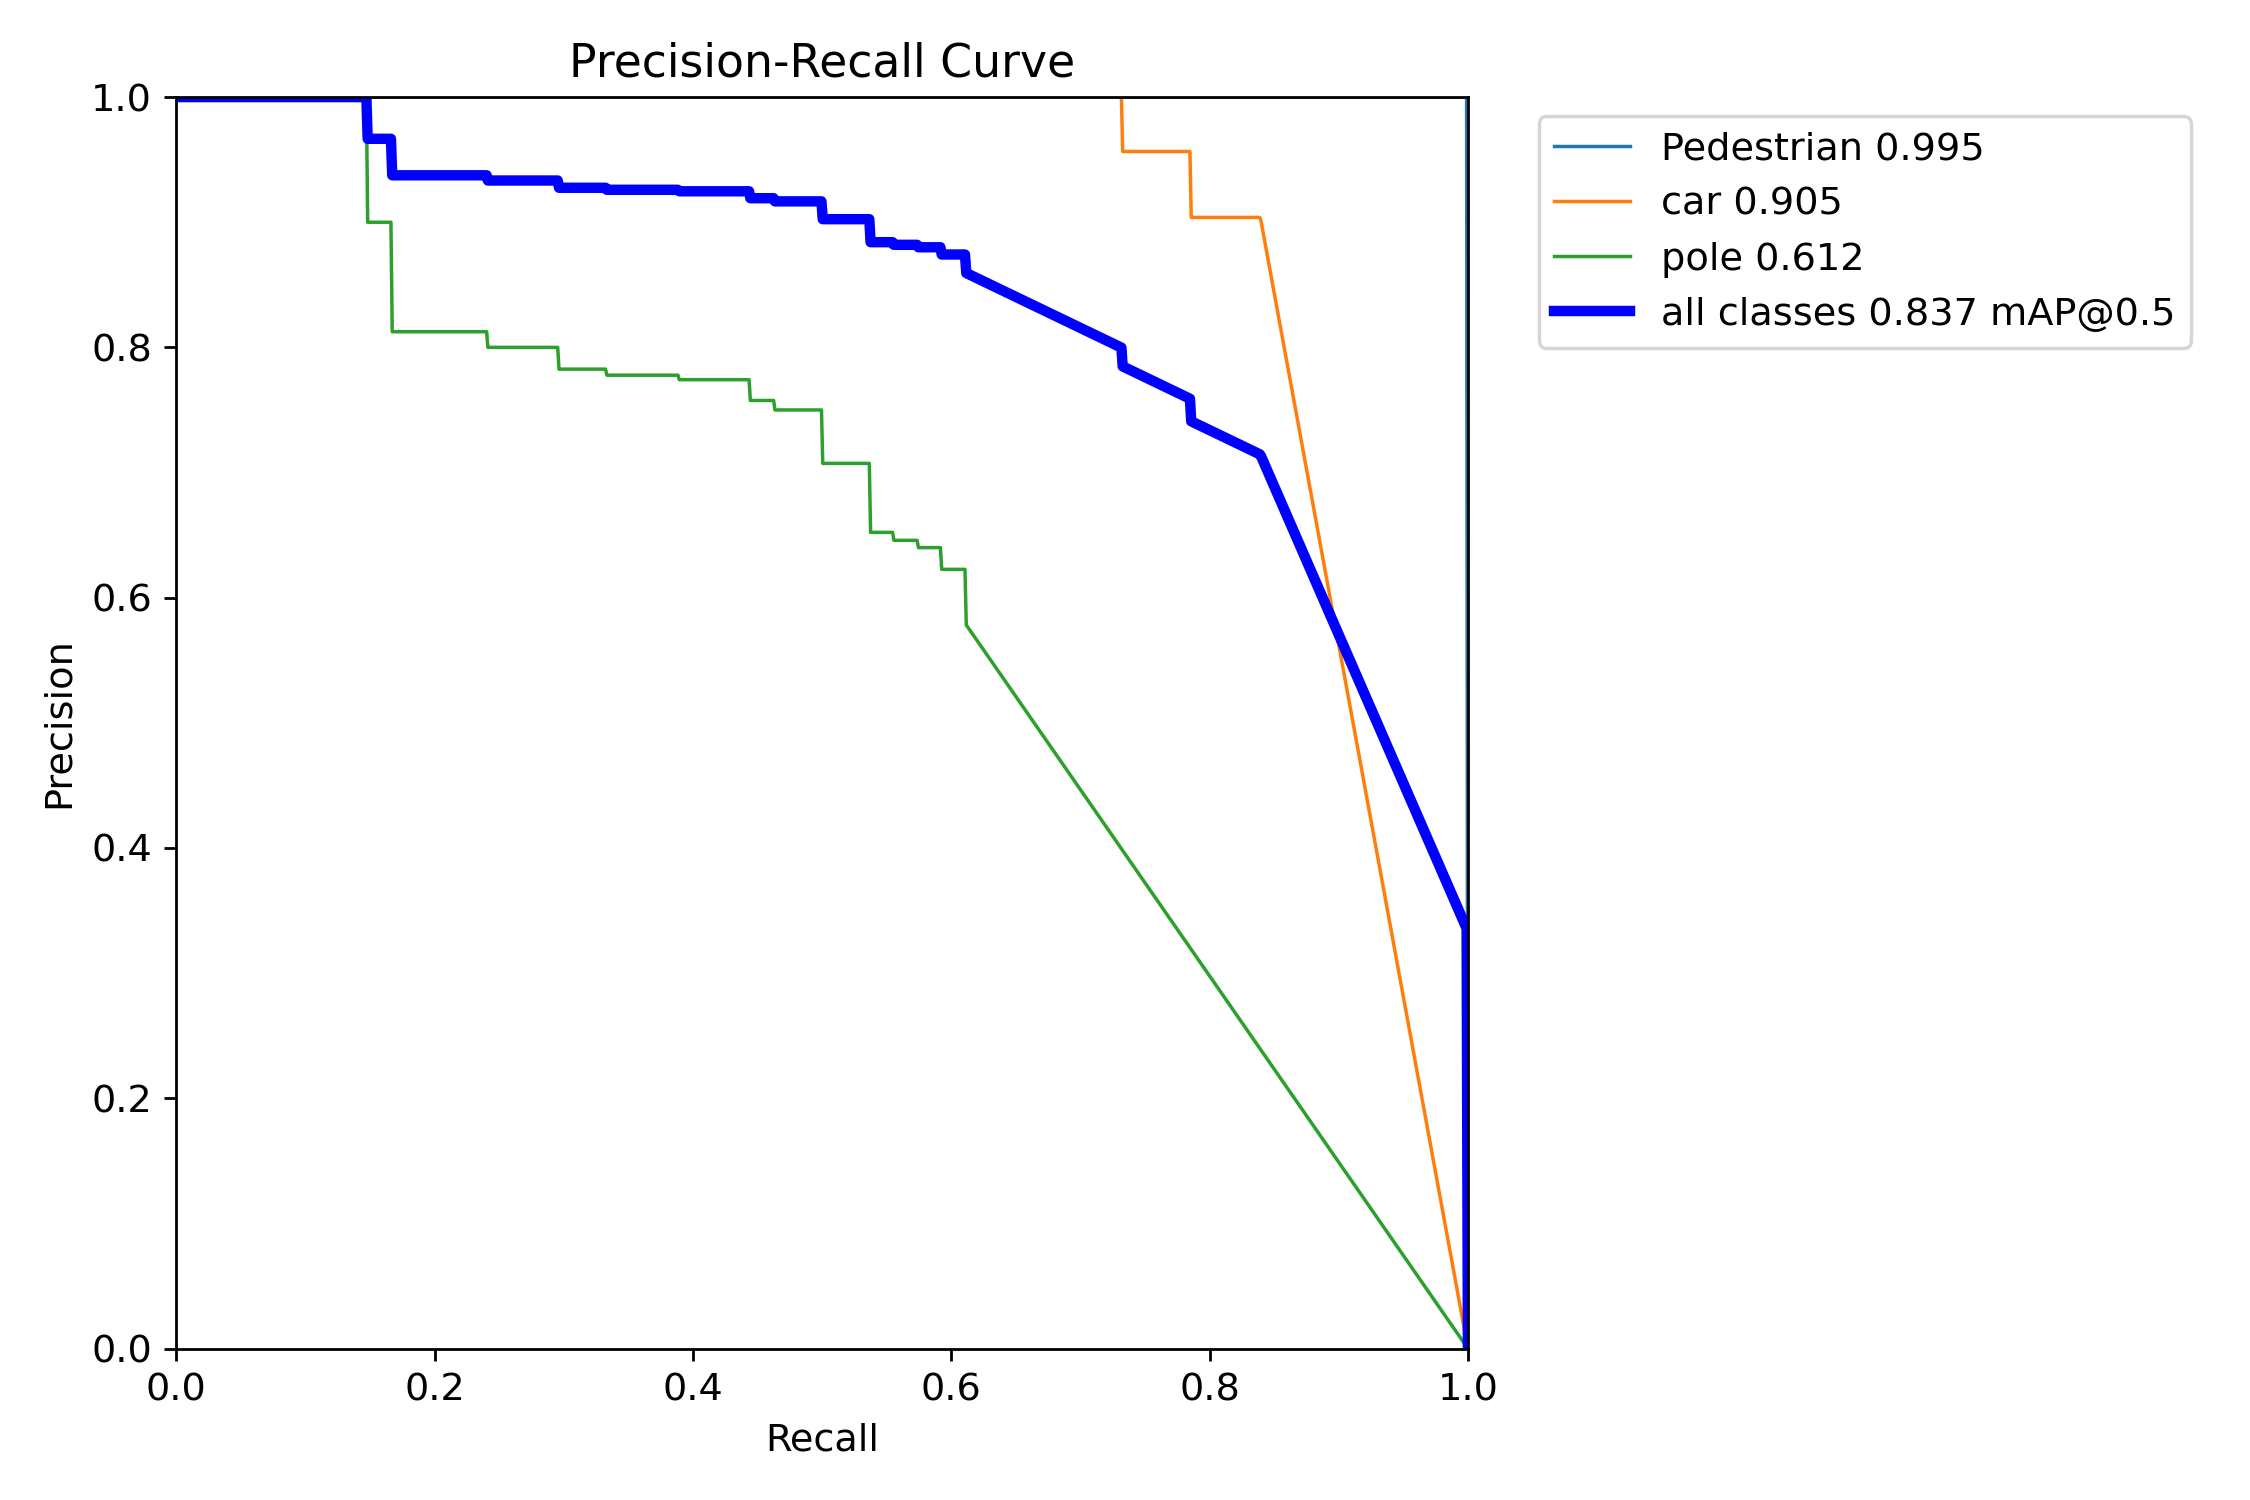 Precision-Recall Curve
1.0
0.8
0.6
0.4
0.2
0.0
Precision
0.0 0.2 0.4 0.6 0.8 1.0
Recall
Pedestrian 0.995
car 0.905
pole 0.612
all classes 0.837 mAP@0.5